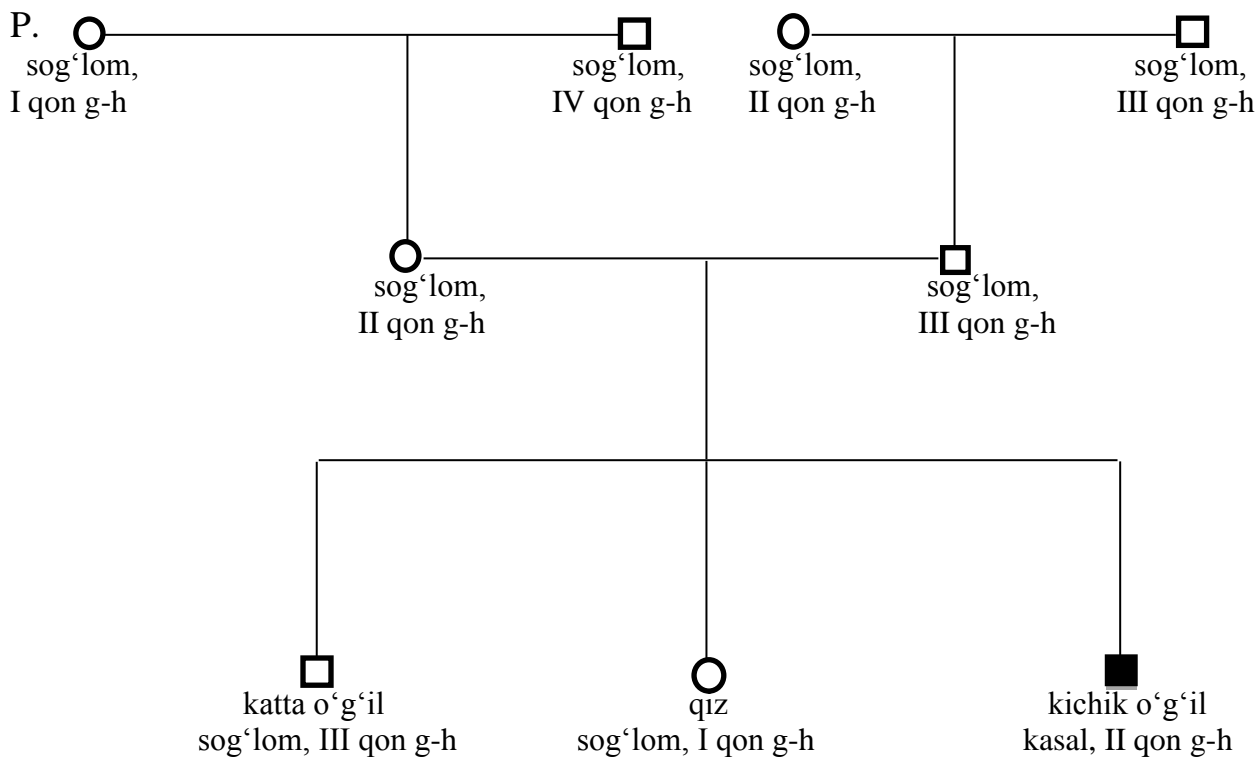 P.
sog‘lom,
I qon g-h
sog‘lom,
IV qon g-h
sog‘lom,
II qon g-h
sog‘lom,
III qon g-h
sog‘lom,
II qon g-h
sog‘lom,
III qon g-h
katta o‘g‘il
sog‘lom, III qon g-h
qız
sog‘lom, I qon g-h
kichik o‘g‘il
kasal, II qon g-h